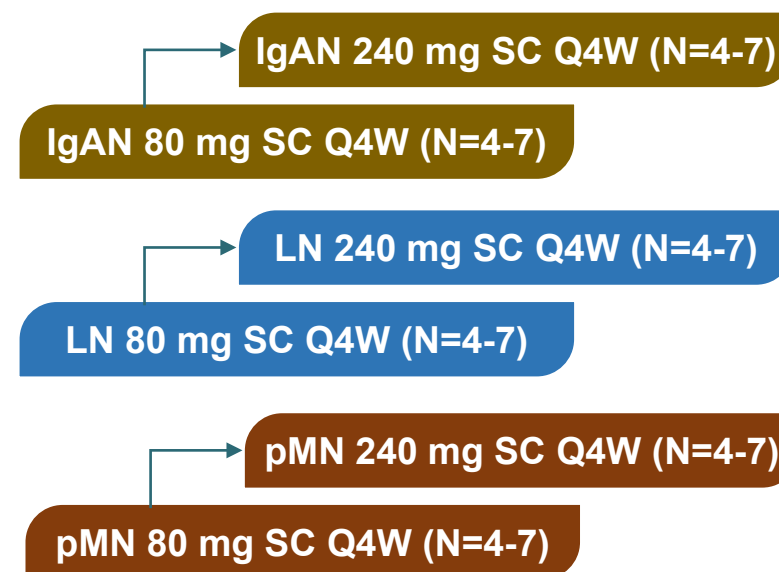 IgAN 240 mg SC Q4W (N=4-7)
IgAN 80 mg SC Q4W (N=4-7)
LN 240 mg SC Q4W (N=4-7)
LN 80 mg SC Q4W (N=4-7)
pMN 240 mg SC Q4W (N=4-7)
pMN 80 mg SC Q4W (N=4-7)